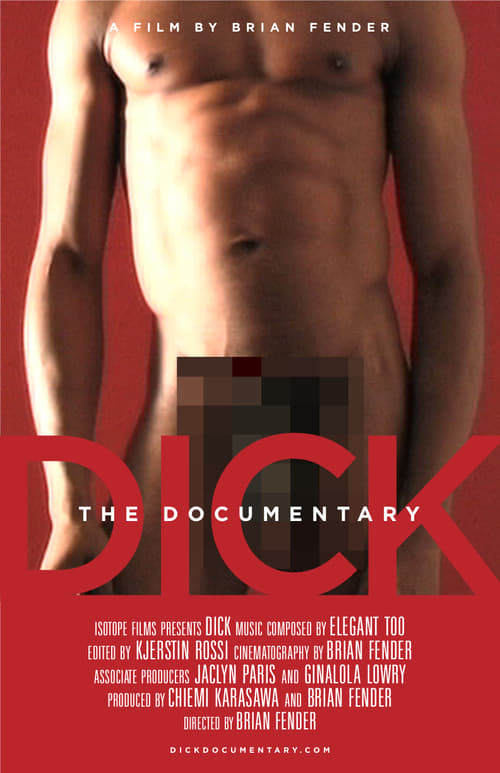 A FILM BY BRIAN FENDER
DICK
THE DOCUMENTARY
ISOTOPE FILMS PRESENTS DICK MUSIC COMPOSED BY ELEGANT TOO
EDITED BY KJERSTIN ROSSI CINEMATOGRAPHY BY BRIAN FENDER
ASSOCIATE PRODUCERS JACLYN PARIS AND GINALOLA LOWRY
PRODUCED BY CHIEMI KARASAWA AND BRIAN FENDER
DIRECTED BY BRIAN FENDER
DICKDOCUMENTARY.COM